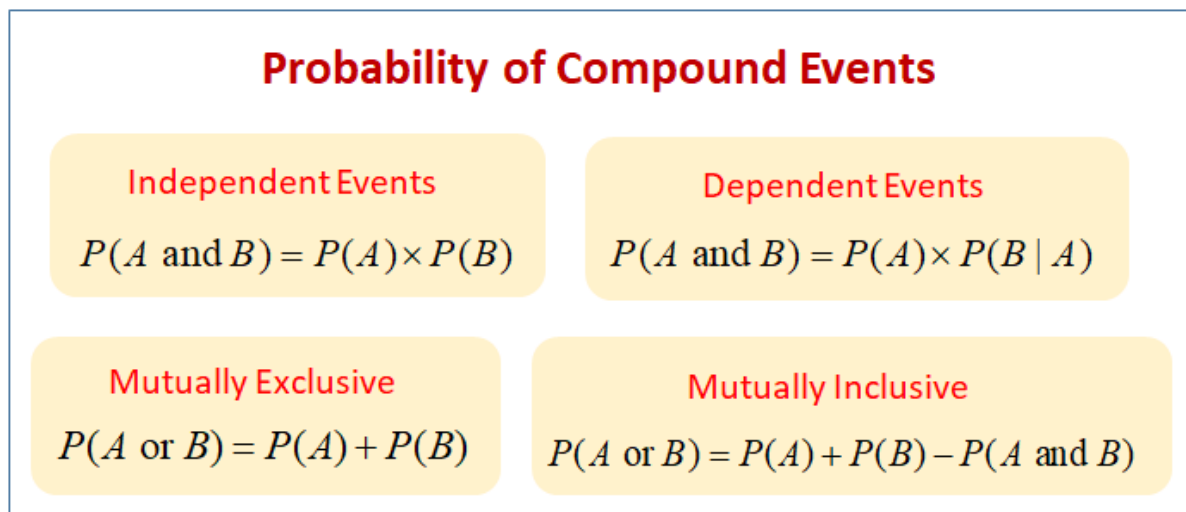 Probability of Compound Events
Independent Events
P(A and B) = P(A) × P(B)
Dependent Events
P(A and B) = P(A) × P(B | A)
Mutually Exclusive
P(A or B) = P(A) + P(B)
Mutually Inclusive
P(A or B) = P(A) + P(B) − P(A and B)